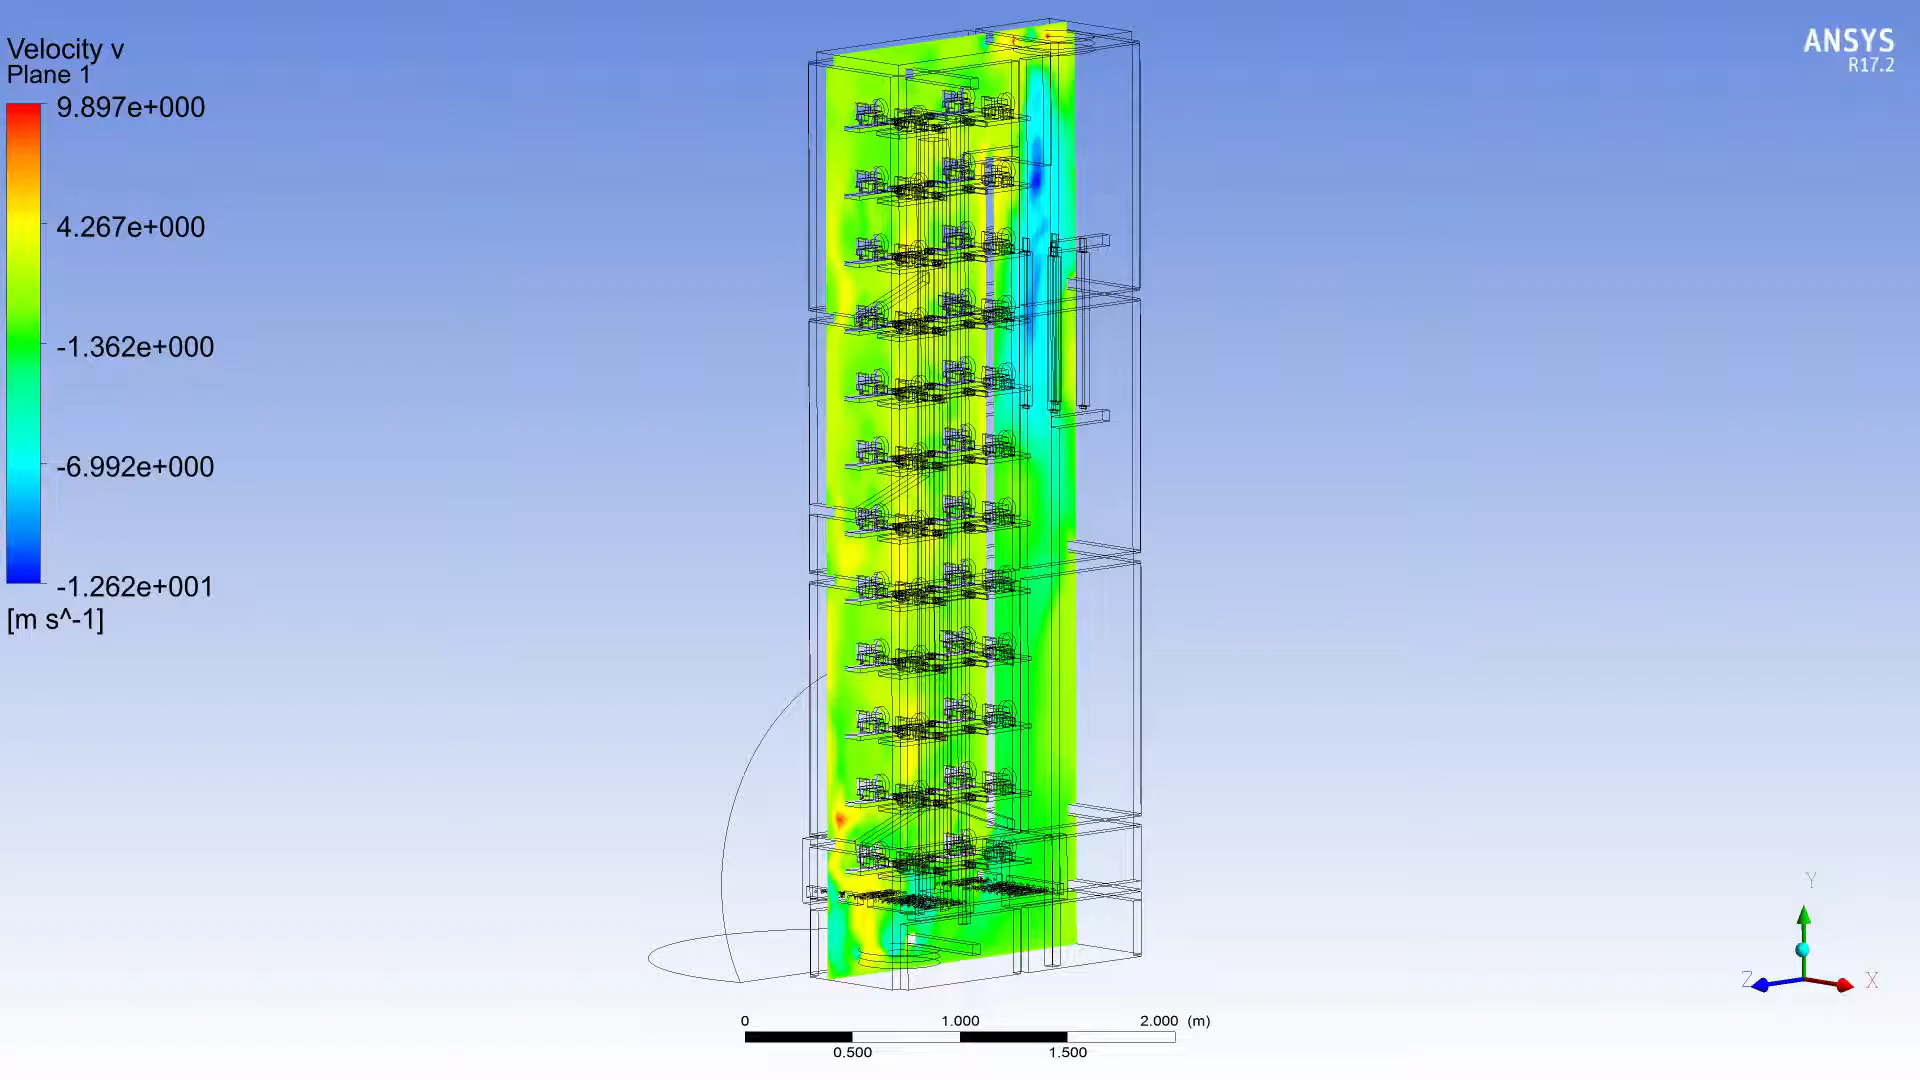 Velocity v
Plane 1
9.897e+000
4.267e+000
-1.362e+000
-6.992e+000
-1.262e+001
[m s^-1]
ANSYS
R17.2
Y
Z
X
0 1.000 2.000 (m)
0.500 1.500